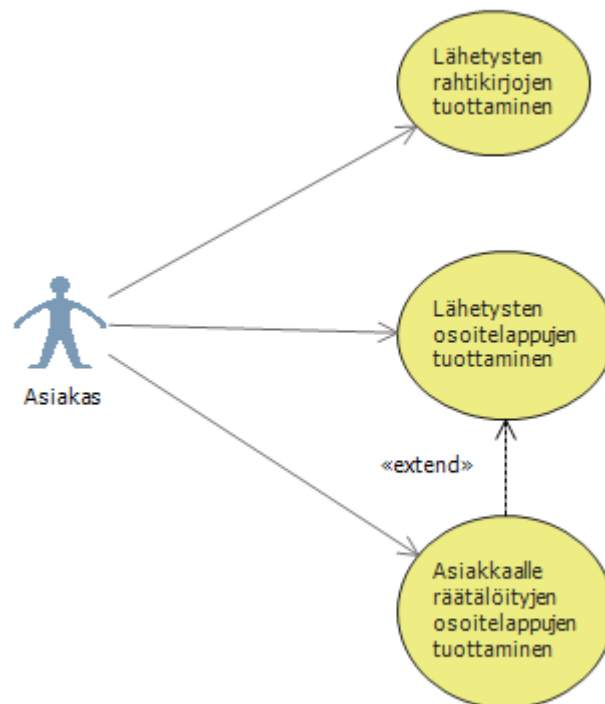 Lähetysten
rahtikirjojen
tuottaminen
Lähetysten
osoitelappujen
tuottaminen
Asiakas
«extend»
Asiakkaalle
räätälöityjen
osoitelappujen
tuottaminen